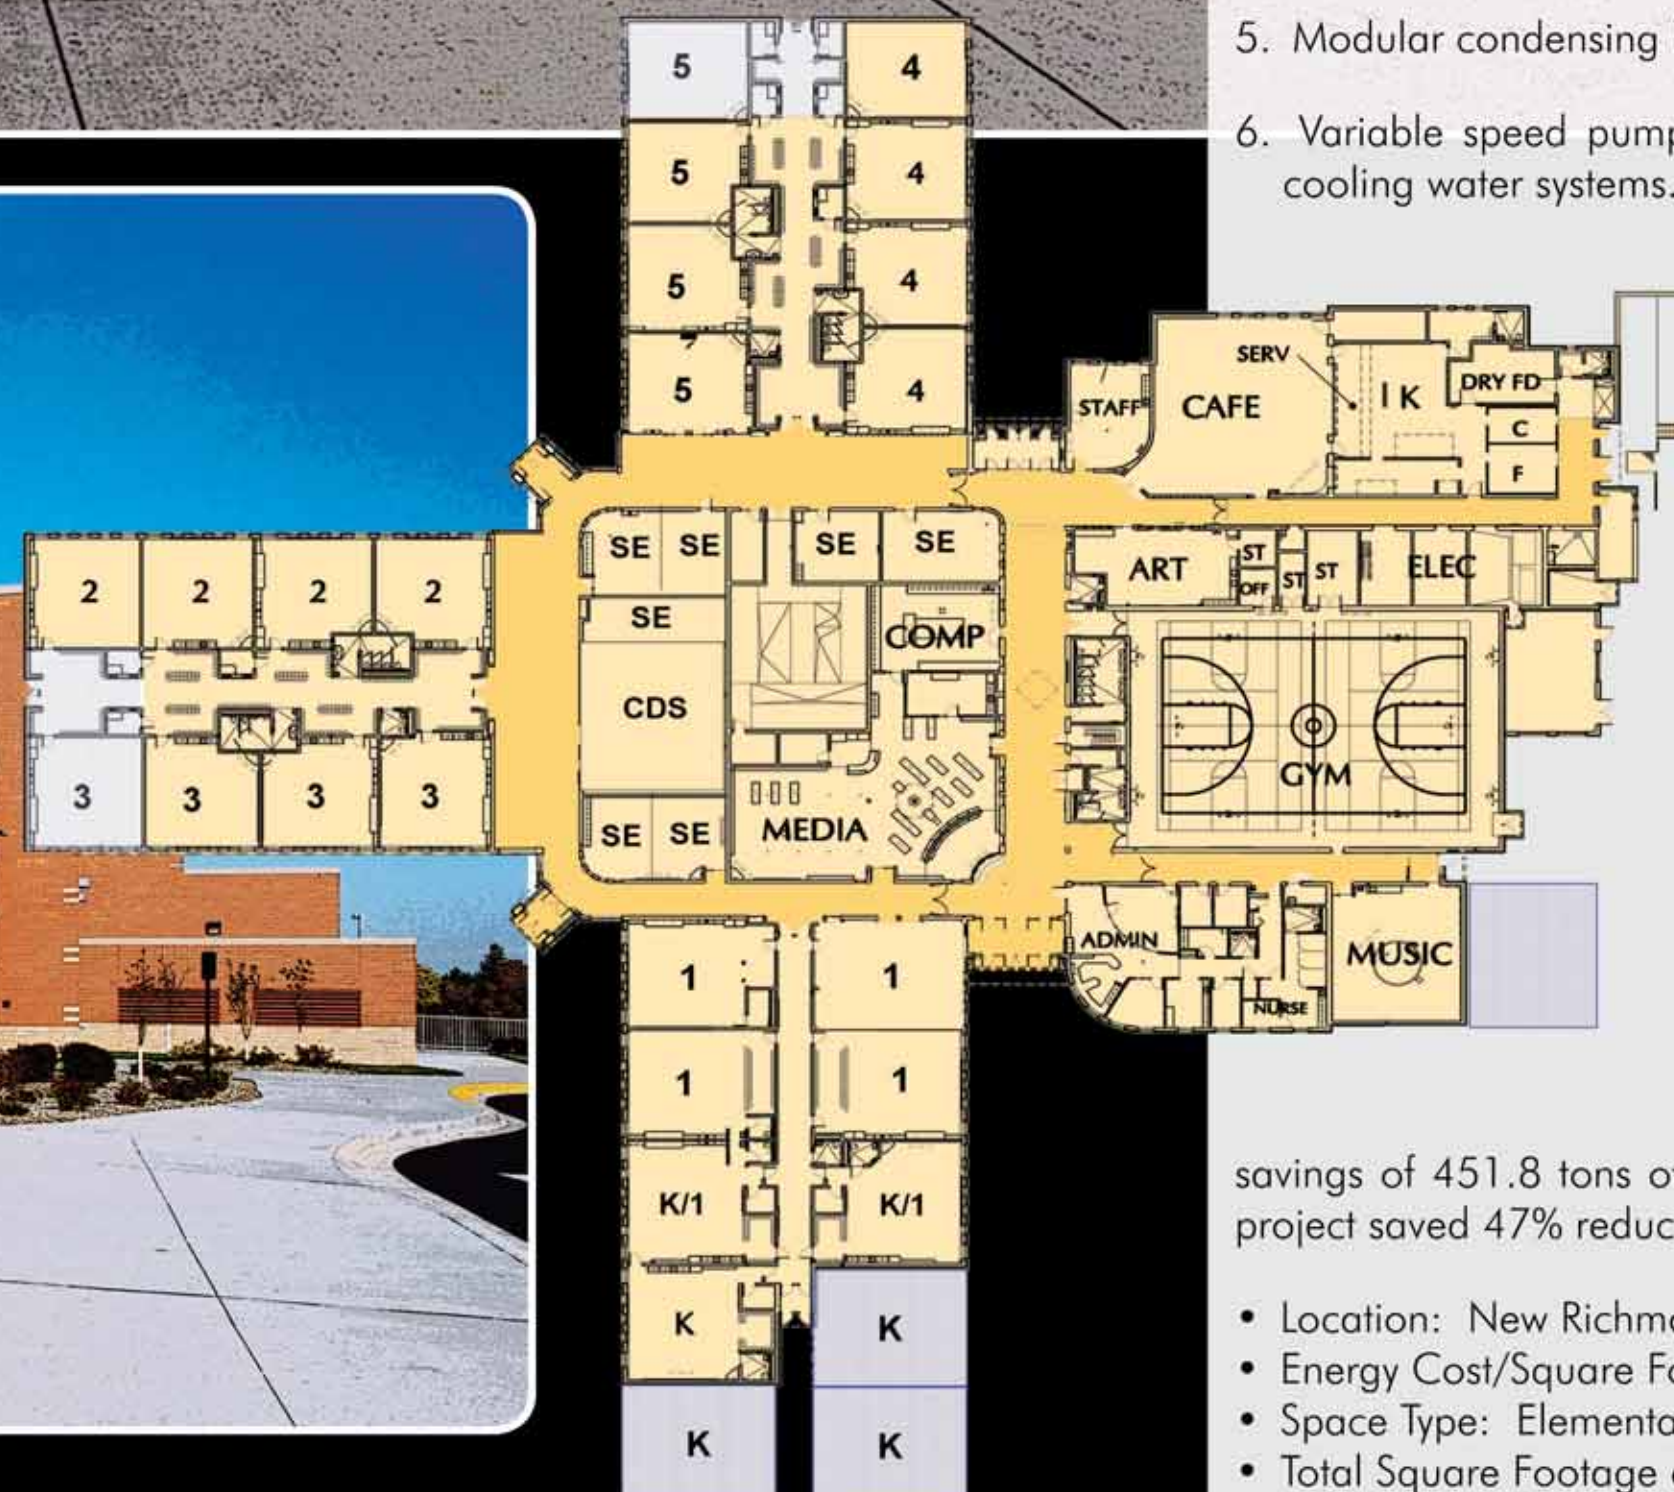 5. Modular condensing
6. Variable speed pump
cooling water systems.
5 4
5 4
5 4
5 4
SERV
STAFF CAFE K DRY FD
C
F
SE SE SE SE
ART ST ST ST ELEC
OFF
2 2 2 2
SE
COMP
CDS
3 3 3 3
GYM
SE SE MEDIA
ADMIN MUSIC
NURSE
1 1
1 1
K/1 K/1
K K
K K
savings of 451.8 tons o
project saved 47% reduc
• Location: New Richmo
• Energy Cost/Square Fo
• Space Type: Elementa
• Total Square Footage